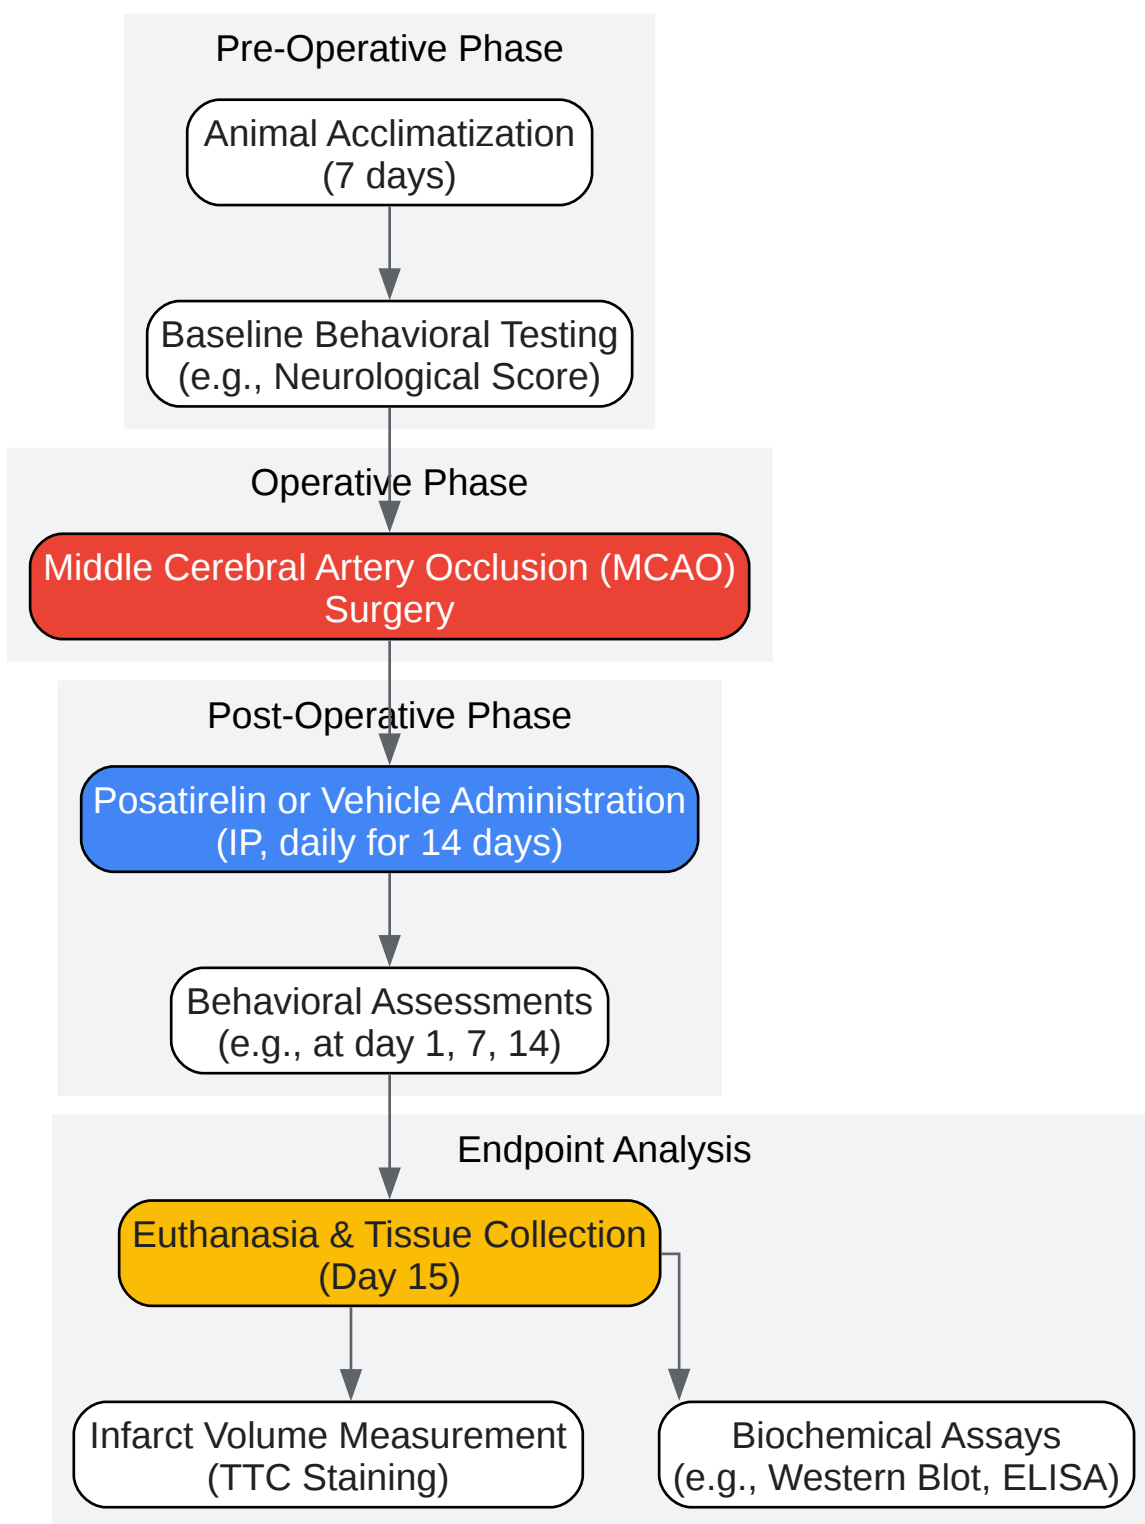 Pre-Operative Phase
Animal Acclimatization
(7 days)
Baseline Behavioral Testing
(e.g., Neurological Score)
Operative Phase
Middle Cerebral Artery Occlusion (MCAO)
Surgery
Post-Operative Phase
Posatirelin or Vehicle Administration
(IP, daily for 14 days)
Behavioral Assessments
(e.g., at day 1, 7, 14)
Endpoint Analysis
Euthanasia & Tissue Collection
(Day 15)
Infarct Volume Measurement
(TTC Staining)
Biochemical Assays
(e.g., Western Blot, ELISA)